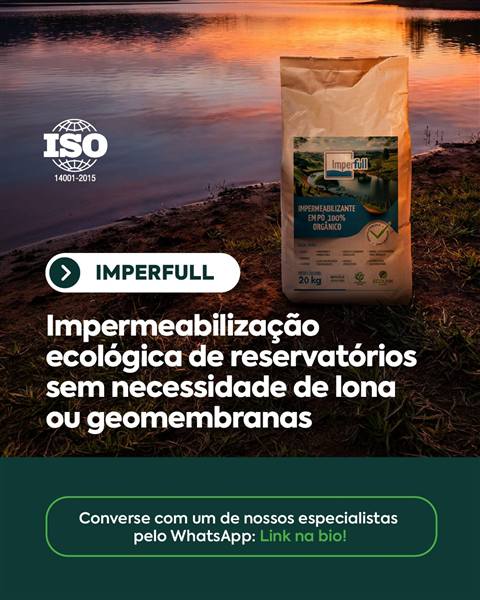 ISO
14001-2015
Imperfull
IMPERMEABILIZANTE
EM PÓ 100%
ORGÂNICO
20 kg
IMPERFULL
Impermeabilização
ecológica de reservatórios
sem necessidade de lona
ou geomembranas
Converse com um de nossos especialistas
pelo WhatsApp: Link na bio!